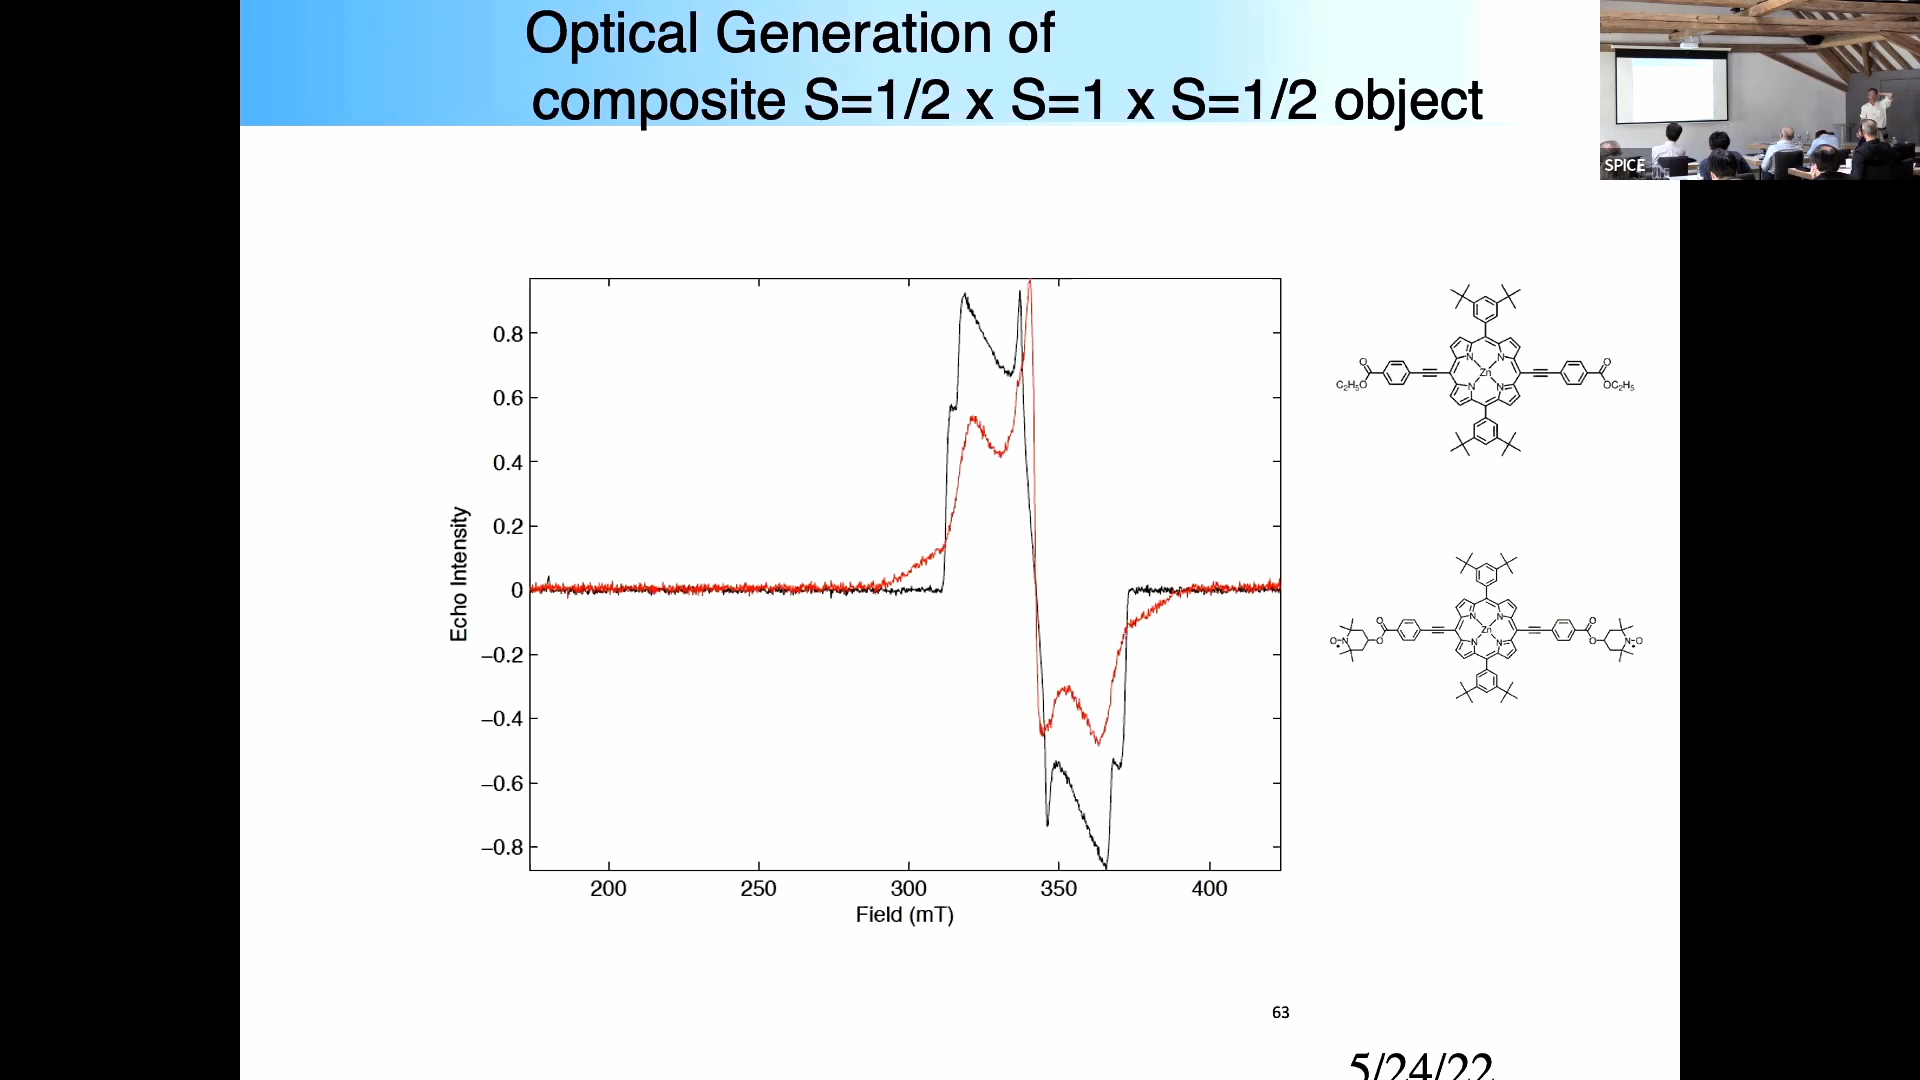 Optical Generation of
composite S=1/2 x S=1 x S=1/2 object
SPICE
Echo Intensity
0.8
0.6
0.4
0.2
0
−0.2
−0.4
−0.6
−0.8
200 250 300 350 400
Field (mT)
O
C₂H₅O
N N
Zn
N N
O
OC₂H₅
O
O-N
O
N N
Zn
N N
O
O
N-O
63
5/24/22